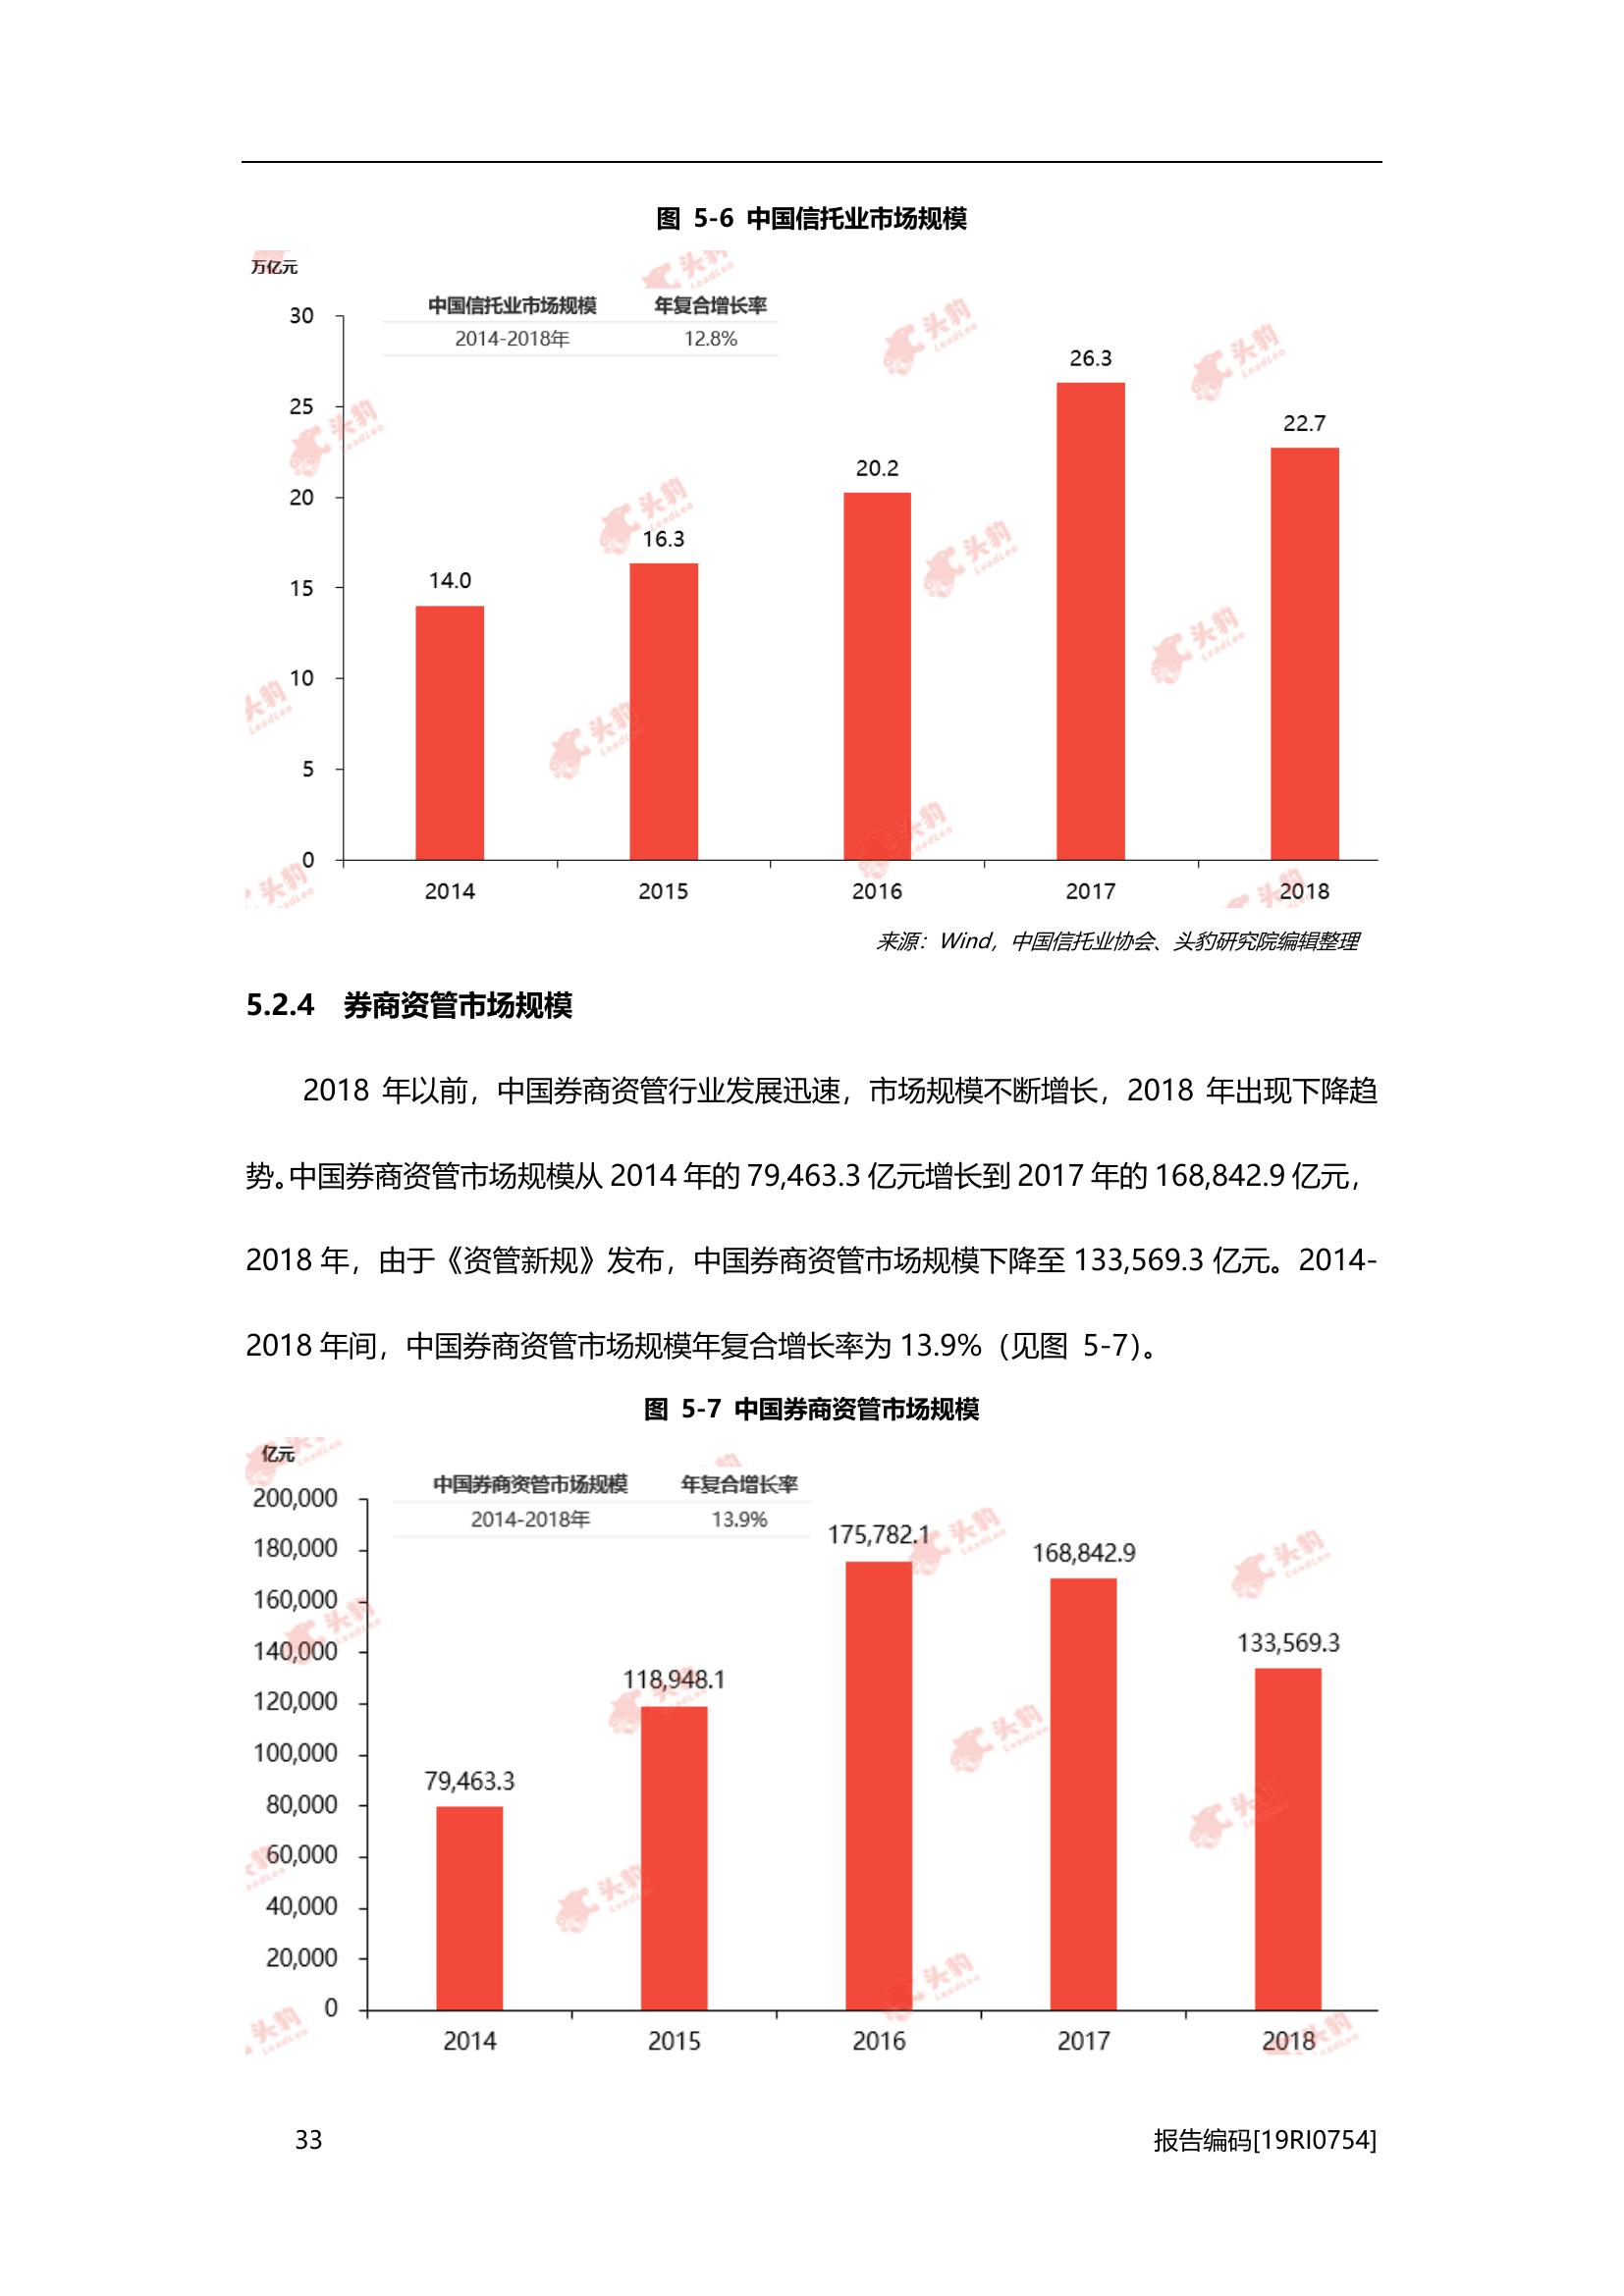 图 5-6 中国信托业市场规模
万亿元
中国信托业市场规模 年复合增长率
2014-2018年 12.8%
30
25
20
15
10
5
0
14.0
16.3
20.2
26.3
22.7
2014 2015 2016 2017 2018
来源：Wind，中国信托业协会、头豹研究院编辑整理
5.2.4 券商资管市场规模
2018 年以前，中国券商资管行业发展迅速，市场规模不断增长，2018 年出现下降趋
势。中国券商资管市场规模从 2014 年的 79,463.3 亿元增长到 2017 年的 168,842.9 亿元，
2018 年，由于《资管新规》发布，中国券商资管市场规模下降至 133,569.3 亿元。2014-
2018 年间，中国券商资管市场规模年复合增长率为 13.9%（见图 5-7）。
图 5-7 中国券商资管市场规模
亿元
中国券商资管市场规模 年复合增长率
2014-2018年 13.9%
200,000
180,000
160,000
140,000
120,000
100,000
80,000
60,000
40,000
20,000
0
79,463.3
118,948.1
175,782.1
168,842.9
133,569.3
2014 2015 2016 2017 2018
头豹
LeadLeo
33 报告编码[19RI0754]